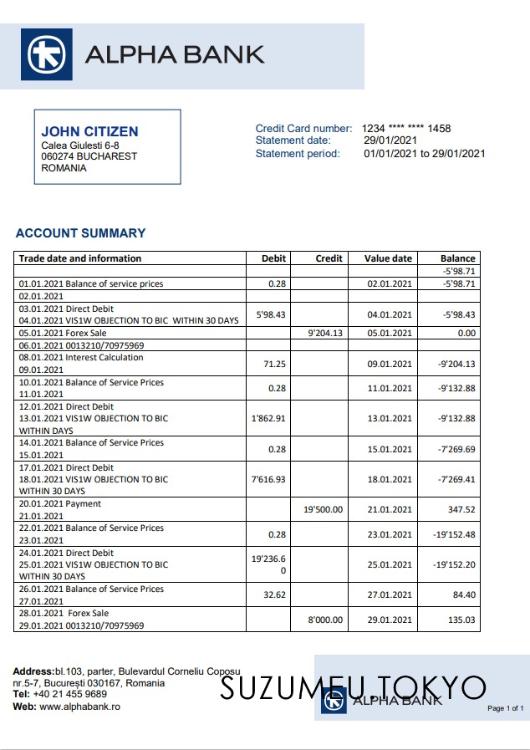 ALPHA BANK
JOHN CITIZEN
Calea Giulesti 6-8
060274 BUCHAREST
ROMANIA
Credit Card number: 1234 **** **** 1458
Statement date: 29/01/2021
Statement period: 01/01/2021 to 29/01/2021
ACCOUNT SUMMARY
Trade date and information Debit Credit Value date Balance
-5'98.71
01.01.2021 Balance of service prices 0.28 02.01.2021 -5'98.71
02.01.2021
03.01.2021 Direct Debit
04.01.2021 VIS1W OBJECTION TO BIC WITHIN 30 DAYS 5'98.43 04.01.2021 -5'98.43
05.01.2021 Forex Sale 9'204.13 05.01.2021 0.00
06.01.2021 0013210/70975969
08.01.2021 Interest Calculation
09.01.2021 71.25 09.01.2021 -9'204.13
10.01.2021 Balance of Service Prices
11.01.2021 0.28 11.01.2021 -9'132.88
12.01.2021 Direct Debit
13.01.2021 VIS1W OBJECTION TO BIC 1'862.91 13.01.2021 -9'132.88
WITHIN DAYS
14.01.2021 Balance of Service Prices
15.01.2021 0.28 15.01.2021 -7'269.69
17.01.2021 Direct Debit
18.01.2021 VIS1W OBJECTION TO BIC 7'616.93 18.01.2021 -7'269.41
WITHIN 30 DAYS
20.01.2021 Payment
21.01.2021 19'500.00 21.01.2021 347.52
22.01.2021 Balance of Service Prices
23.01.2021 0.28 23.01.2021 -19'152.48
24.01.2021 Direct Debit 19'236.6
25.01.2021 VIS1W OBJECTION TO BIC 0 25.01.2021 -19'152.20
WITHIN 30 DAYS
26.01.2021 Balance of Service Prices
27.01.2021 32.62 27.01.2021 84.40
28.01.2021 Forex Sale
29.01.2021 0013210/70975969 8'000.00 29.01.2021 135.03
Address:bl.103, parter, Bulevardul Corneliu Coposu
nr.5-7, București 030167, Romania
Tel: +40 21 455 9689
Web: www.alphabank.ro
SUZUMEU.TOKYO
ALPHA BANK
Page 1 of 1